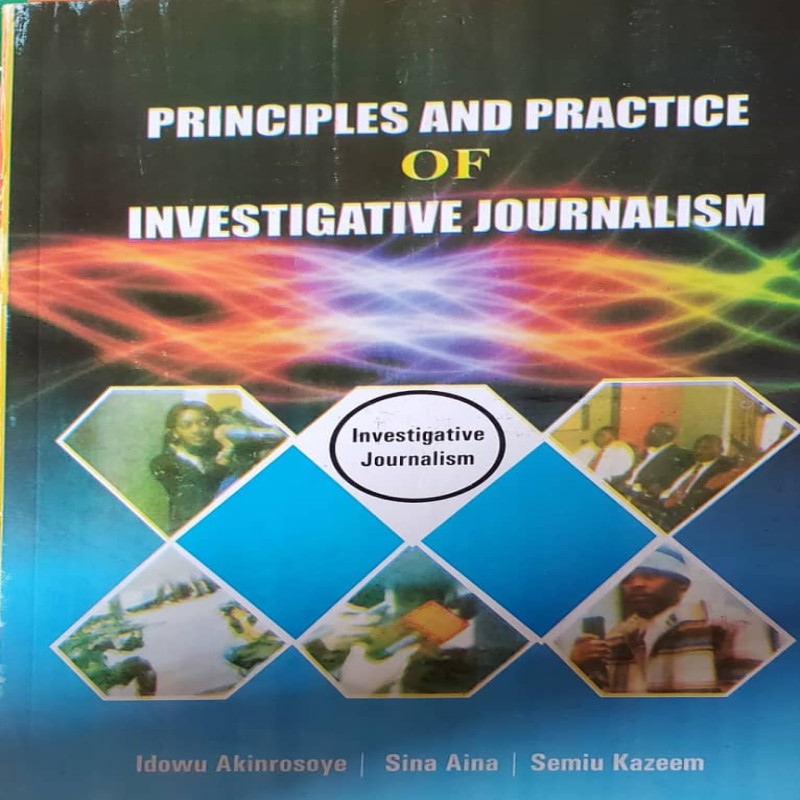 PRINCIPLES AND PRACTICE
OF
INVESTIGATIVE JOURNALISM
Investigative
Journalism
Idowu Akinrosoye | Sina Aina | Semiu Kazeem